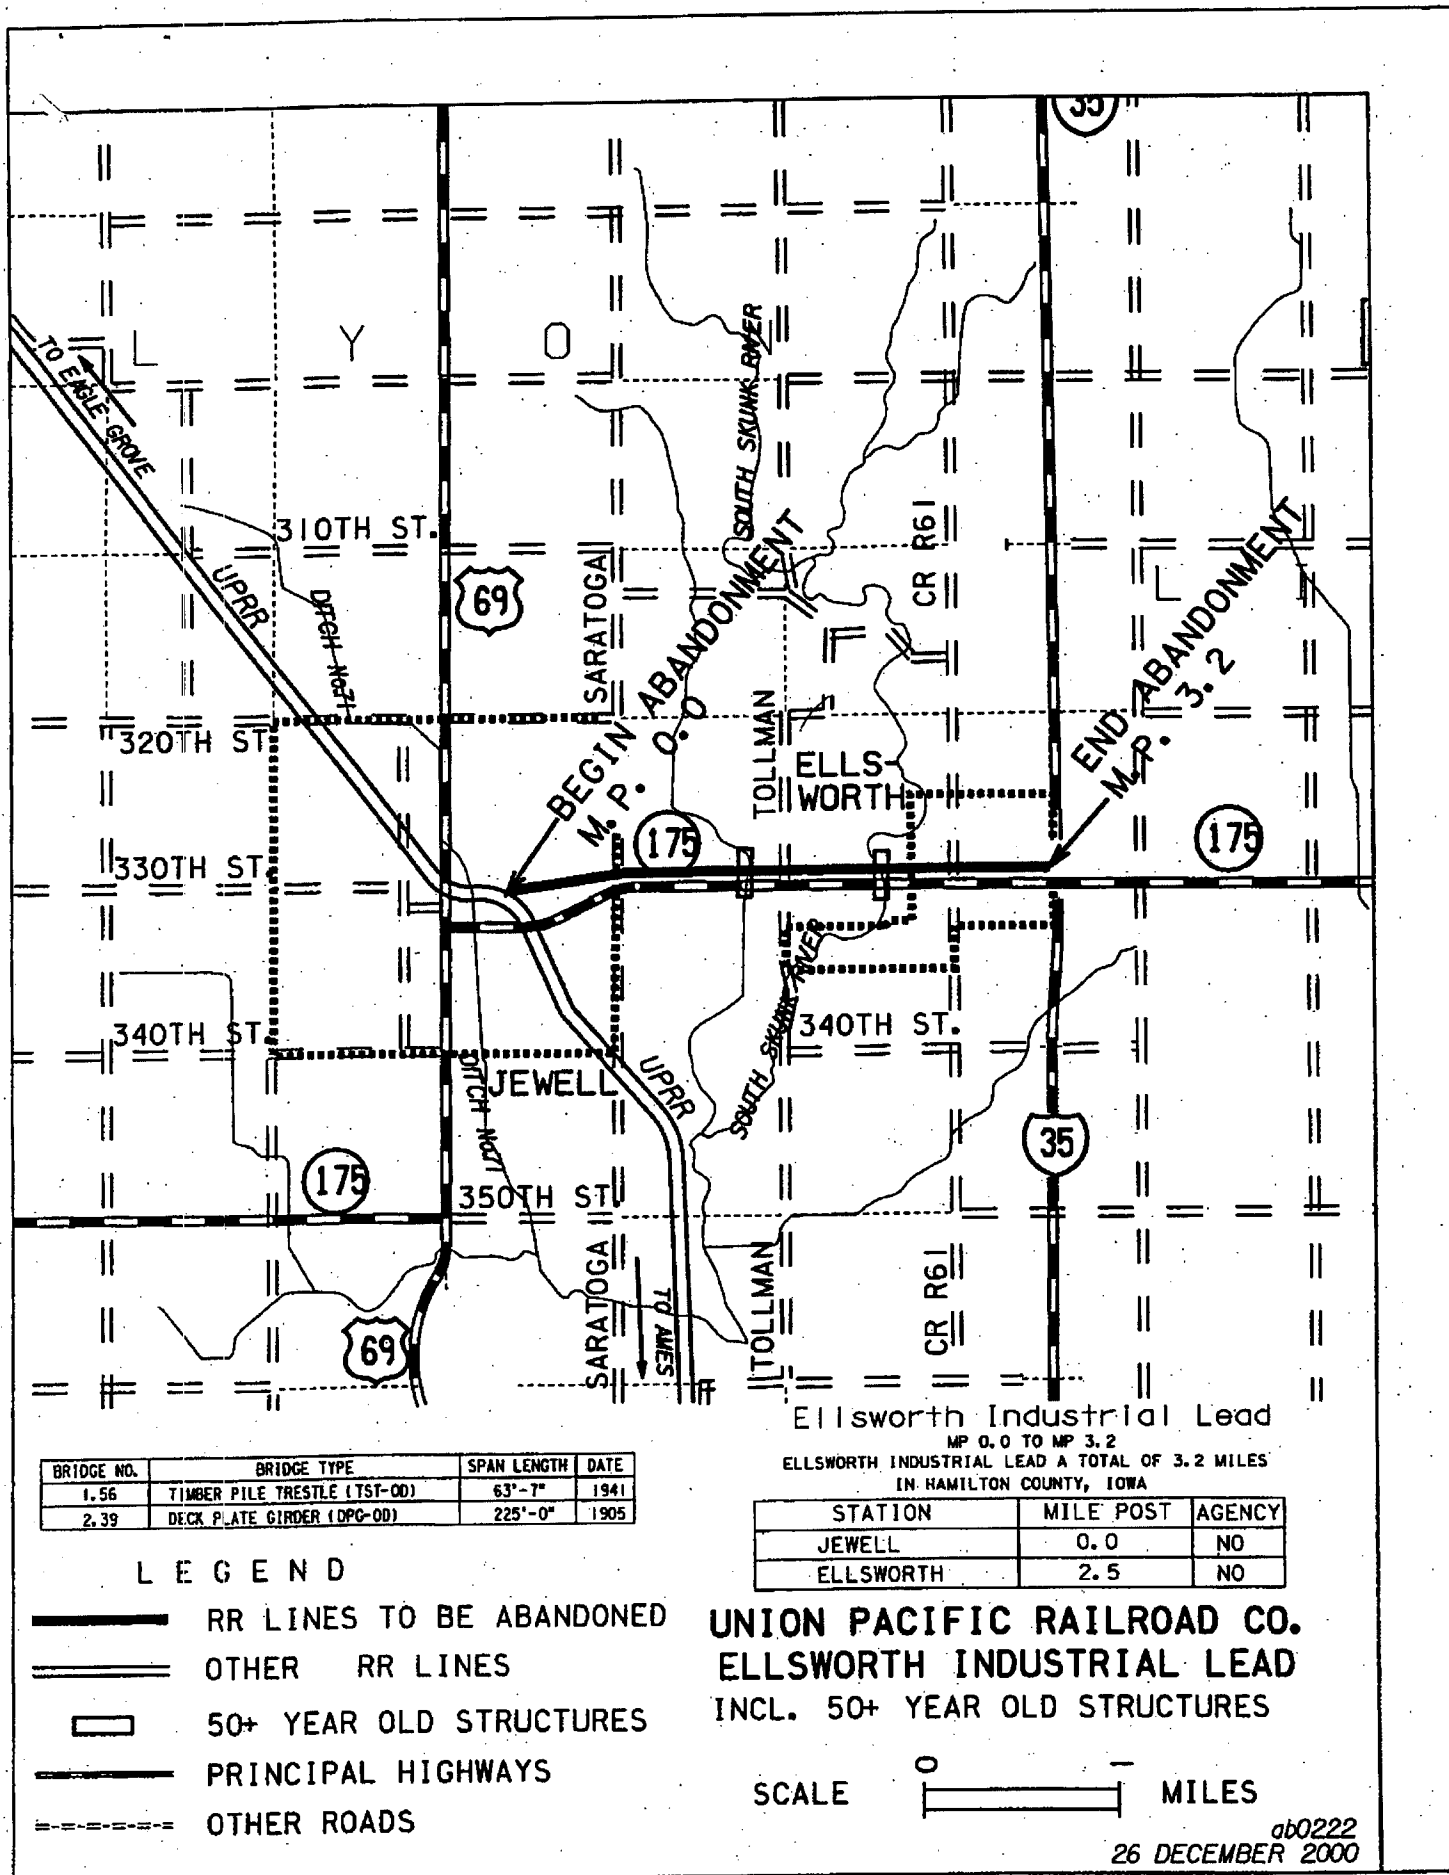 35
TO EAGLE GROVE
L Y O
SOUTH SKUNK RIVER
310TH ST.
UPRR
DITCH NO.71
69
SARATOGA
CR R61
L
BEGIN ABANDONMENT
M.P. 0.0
END ABANDONMENT
M.P. 3.2
320TH ST.
TOLLMAN
ELLS-
WORTH
175
175
330TH ST.
340TH ST.
SOUTH SKUNK RIVER
340TH ST.
JEWELL
UPRR
DITCH NO.71
35
175
350TH ST.
SARATOGA
TO AMES
TOLLMAN
CR R61
69
Ellsworth Industrial Lead
MP 0.0 TO MP 3.2
ELLSWORTH INDUSTRIAL LEAD A TOTAL OF 3.2 MILES
IN HAMILTON COUNTY, IOWA
BRIDGE NO. BRIDGE TYPE SPAN LENGTH DATE
1.56 TIMBER PILE TRESTLE (TST-OD) 63'-7" 1941
2.39 DECK PLATE GIRDER (DPG-OD) 225'-0" 1905
STATION MILE POST AGENCY
JEWELL 0.0 NO
ELLSWORTH 2.5 NO
LEGEND
RR LINES TO BE ABANDONED
OTHER RR LINES
50+ YEAR OLD STRUCTURES
PRINCIPAL HIGHWAYS
OTHER ROADS
UNION PACIFIC RAILROAD CO.
ELLSWORTH INDUSTRIAL LEAD
INCL. 50+ YEAR OLD STRUCTURES
0 1
SCALE MILES
ab0222
26 DECEMBER 2000